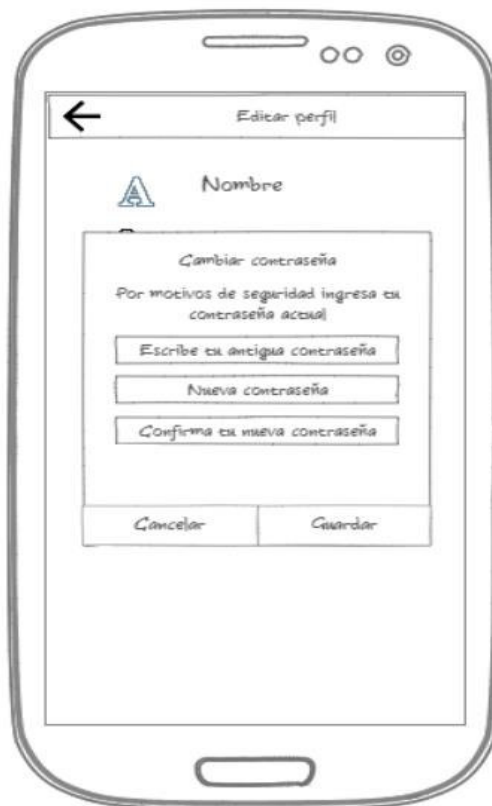 Editar perfil
A
Nombre
Cambiar contraseña
Por motivos de seguridad ingresa tu
contraseña actual
Escribe tu antigua contraseña
Nueva contraseña
Confirma tu nueva contraseña
Cancelar
Guardar